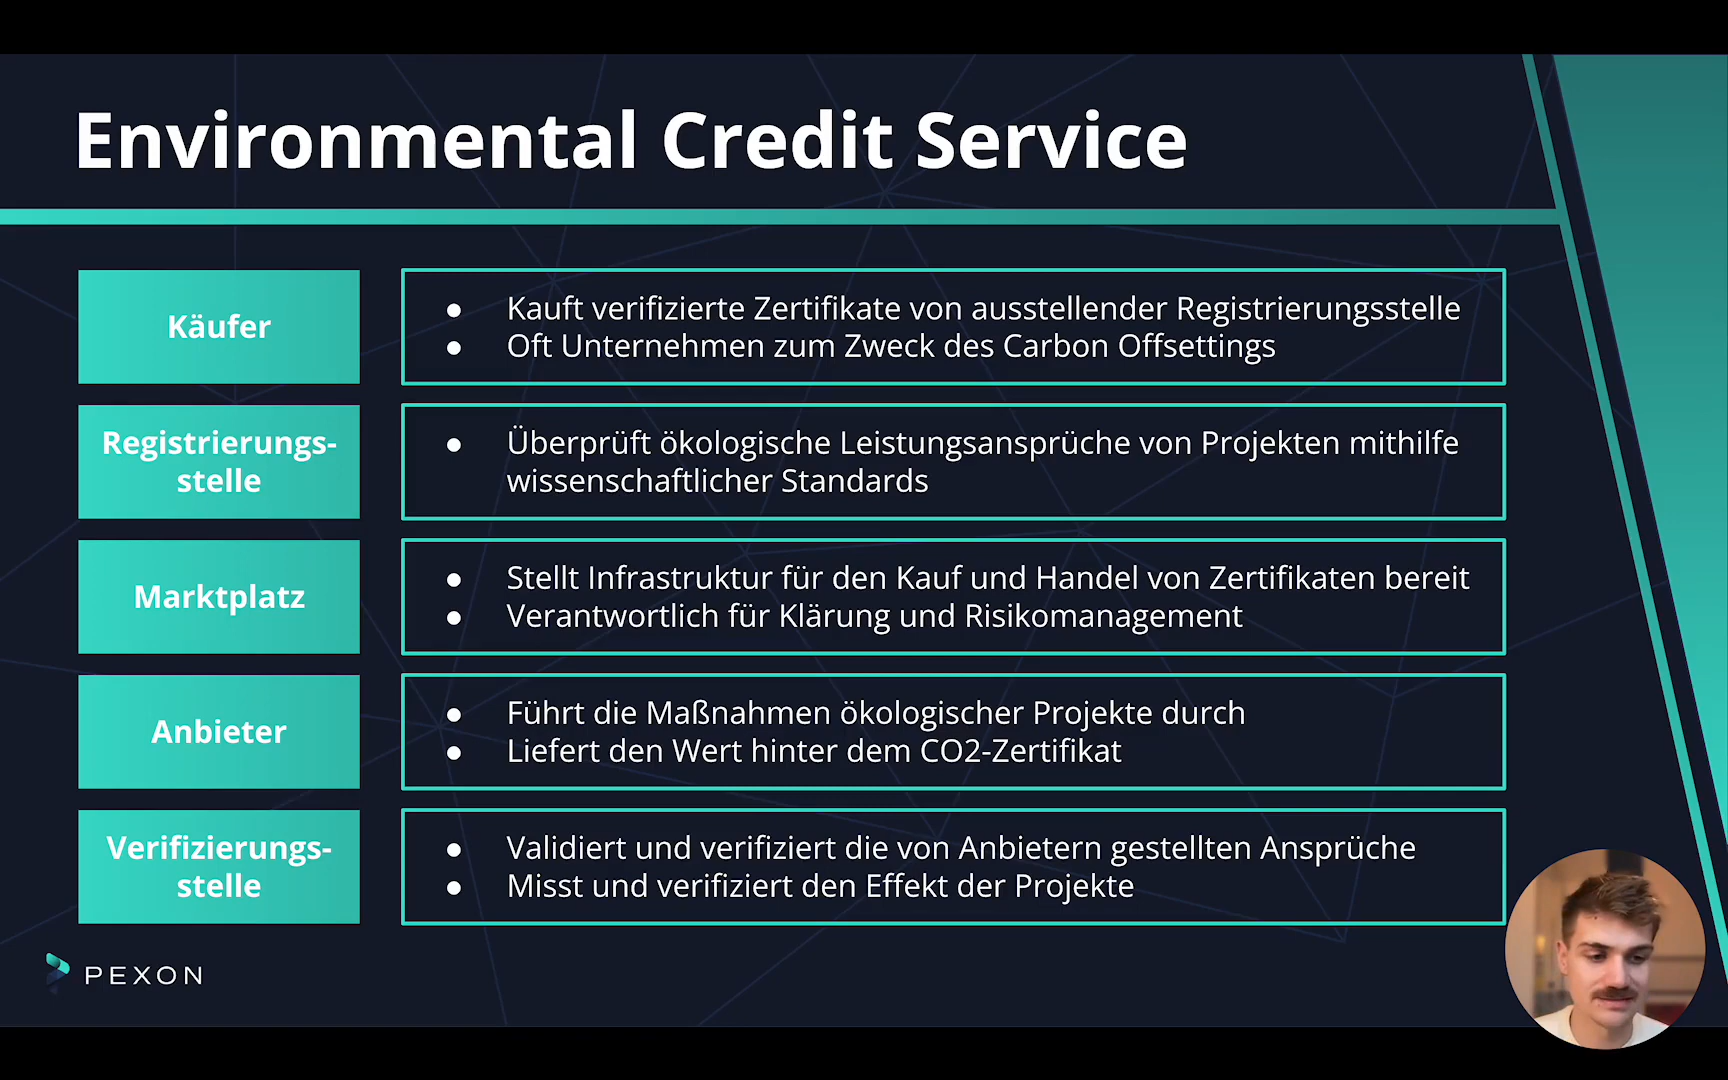 Environmental Credit Service
Käufer
● Kauft verifizierte Zertifikate von ausstellender Registrierungsstelle
● Oft Unternehmen zum Zweck des Carbon Offsettings
Registrierungs-
stelle
● Überprüft ökologische Leistungsansprüche von Projekten mithilfe
wissenschaftlicher Standards
Marktplatz
● Stellt Infrastruktur für den Kauf und Handel von Zertifikaten bereit
● Verantwortlich für Klärung und Risikomanagement
Anbieter
● Führt die Maßnahmen ökologischer Projekte durch
● Liefert den Wert hinter dem CO2-Zertifikat
Verifizierungs-
stelle
● Validiert und verifiziert die von Anbietern gestellten Ansprüche
● Misst und verifiziert den Effekt der Projekte
PEXON